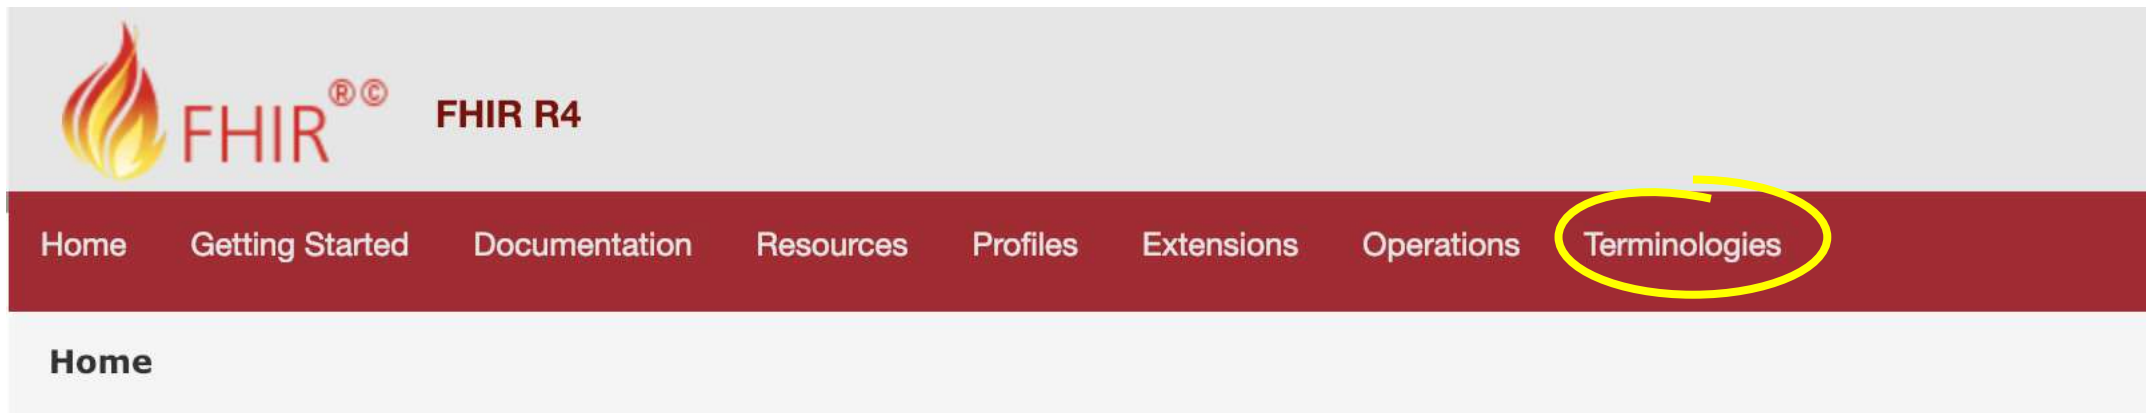 FHIR®© FHIR R4
Home Getting Started Documentation Resources Profiles Extensions Operations Terminologies
Home